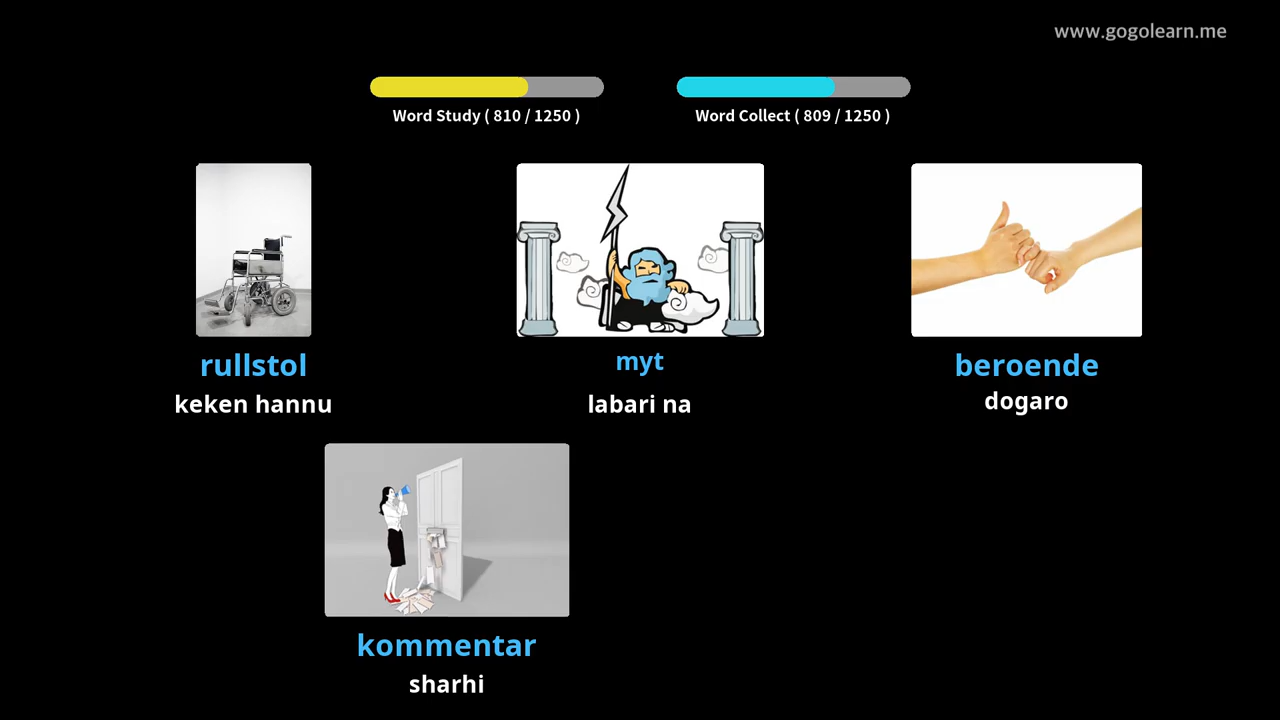 www.gogolearn.me
Word Study ( 810 / 1250 )
Word Collect ( 809 / 1250 )
rullstol
keken hannu
myt
labari na
beroende
dogaro
kommentar
sharhi